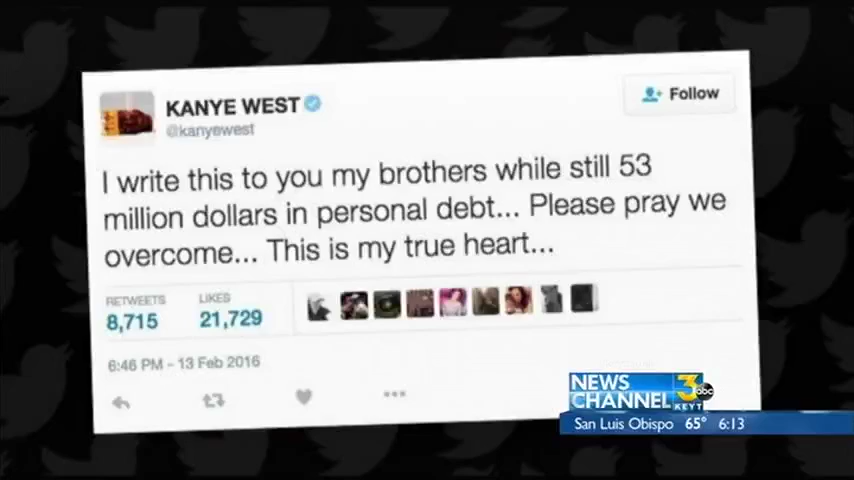 KANYE WEST
@kanyewest
Follow
I write this to you my brothers while still 53
million dollars in personal debt... Please pray we
overcome... This is my true heart...
RETWEETS LIKES
8,715 21,729
6:46 PM - 13 Feb 2016
NEWS
CHANNEL 3 abc
KEYT
San Luis Obispo 65° 6:13